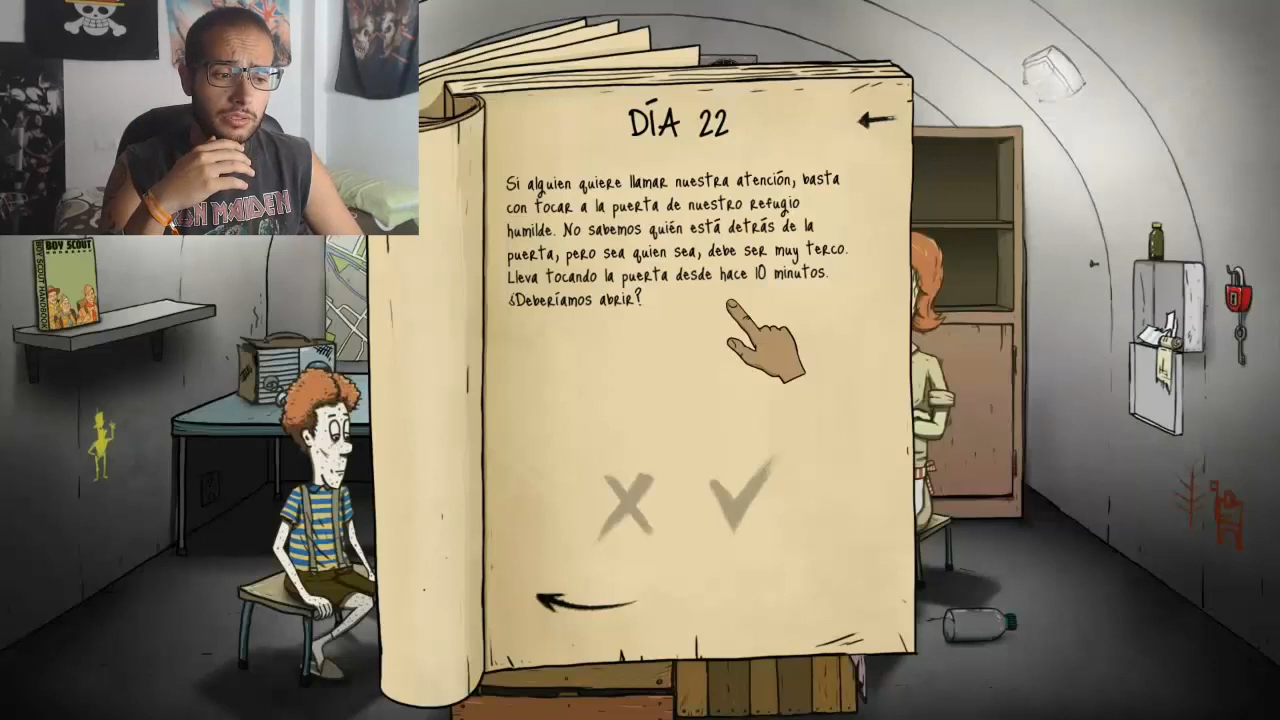 IRON MAIDEN
BOY SCOUT
BOY SCOUT HANDBOOK
DÍA 22
Si alguien quiere llamar nuestra atención, basta
con tocar a la puerta de nuestro refugio
humilde. No sabemos quién está detrás de la
puerta, pero sea quien sea, debe ser muy terco.
Lleva tocando la puerta desde hace 10 minutos.
¿Deberíamos abrir?